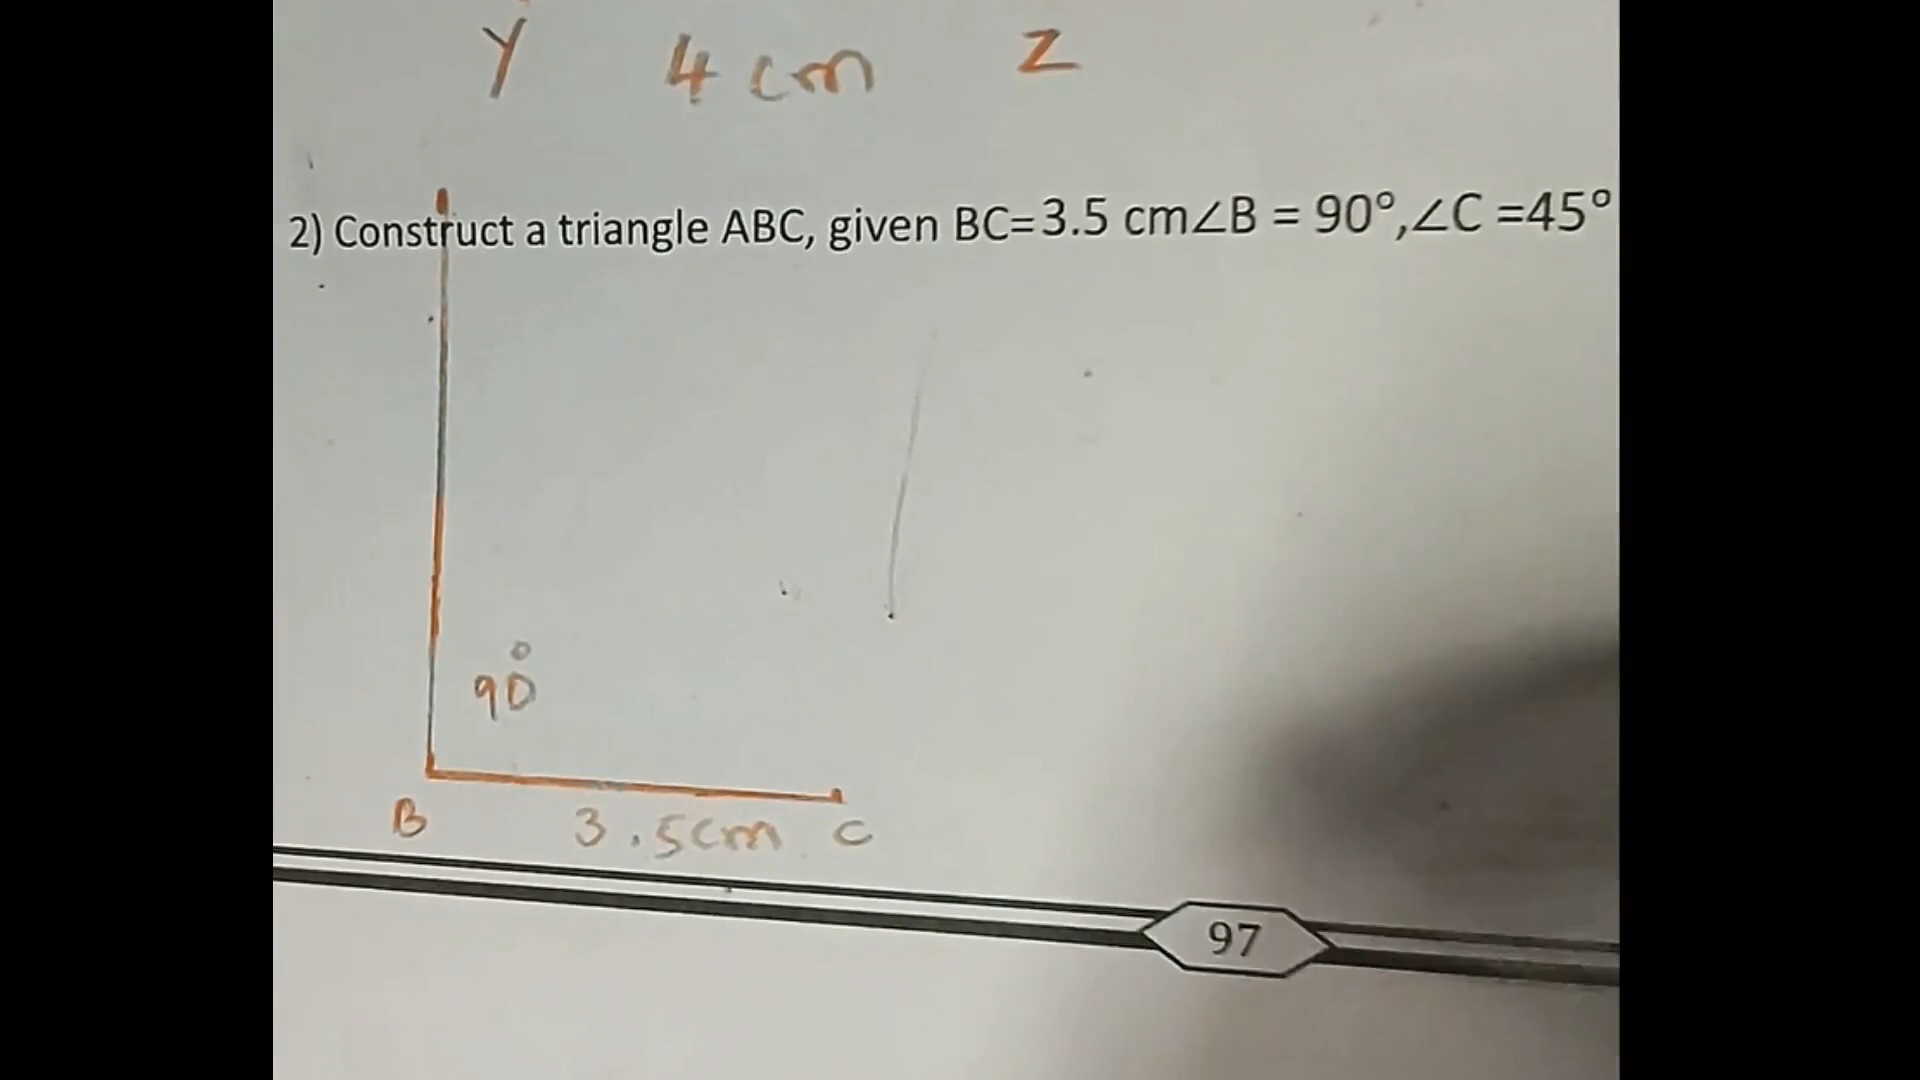 Y 4 cm Z
2) Construct a triangle ABC, given BC=3.5 cm∠B = 90°,∠C =45°
90°
B 3.5cm C
97